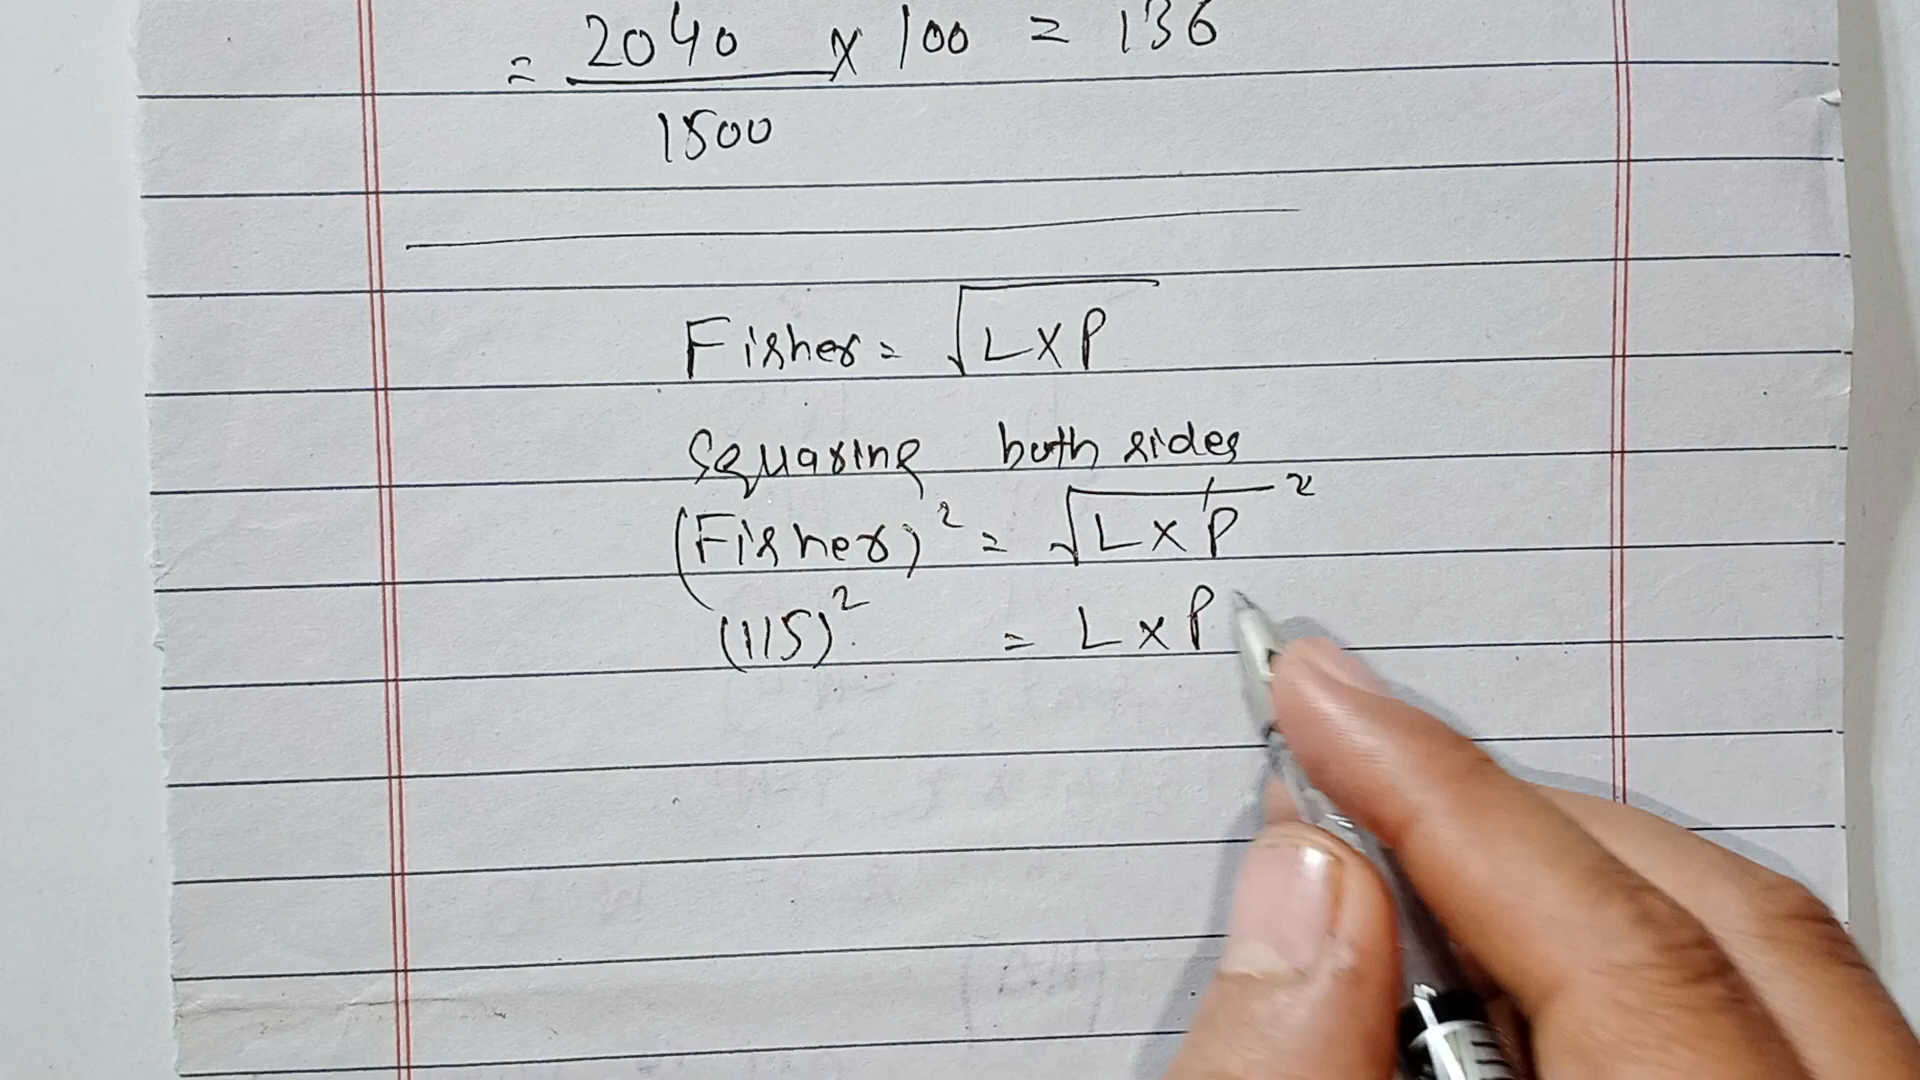 = 2040 × 100 = 136
1500
Fisher = √L×P
Squaring both sides
(Fisher)² = √L×P ²
(115)² = L×P